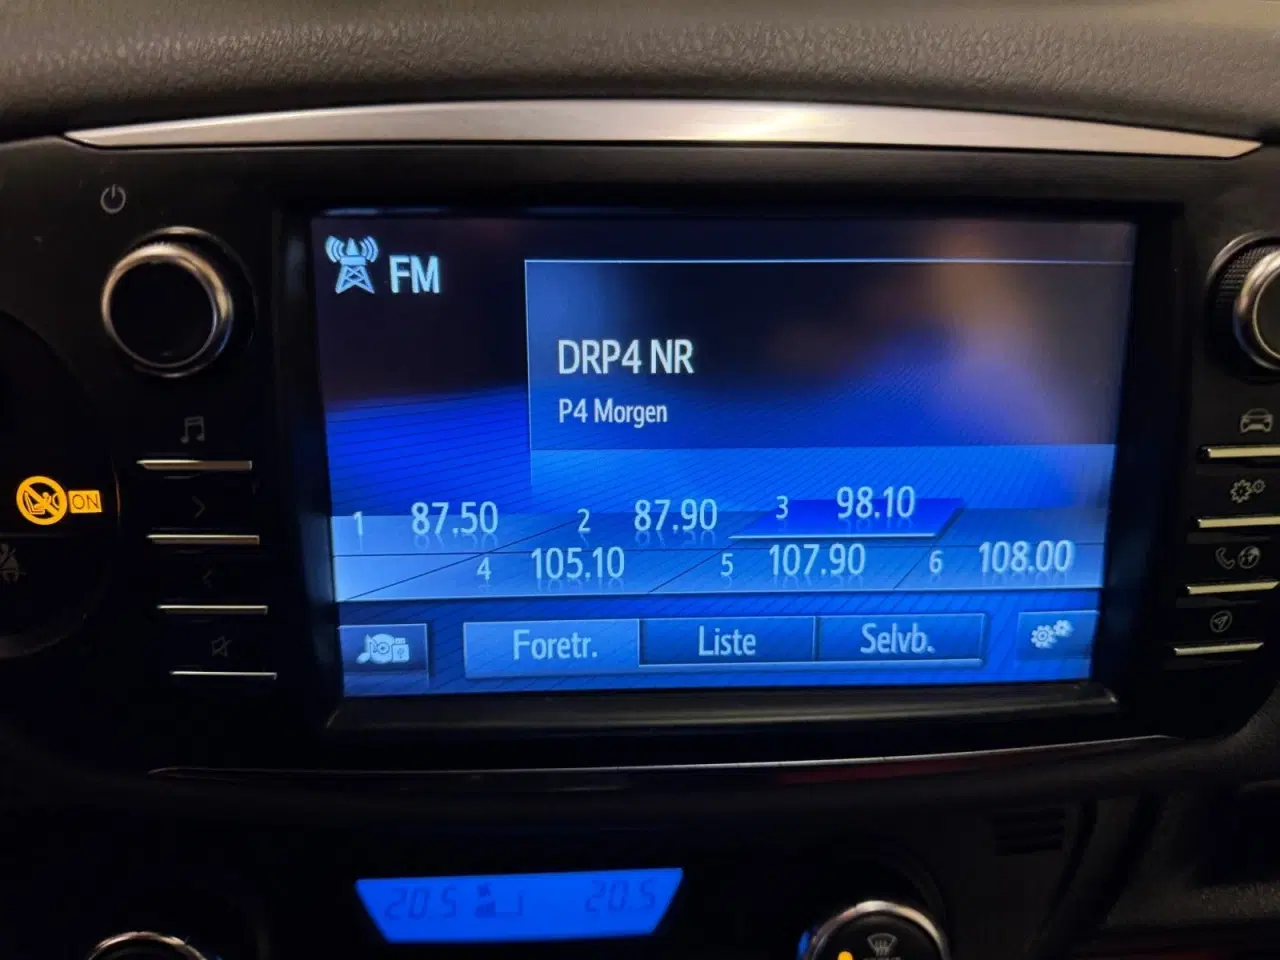 FM
DRP4 NR
P4 Morgen
1 87.50 2 87.90 3 98.10
4 105.10 5 107.90 6 108.00
Foretr. Liste Selvb.
ON
20.5 20.5